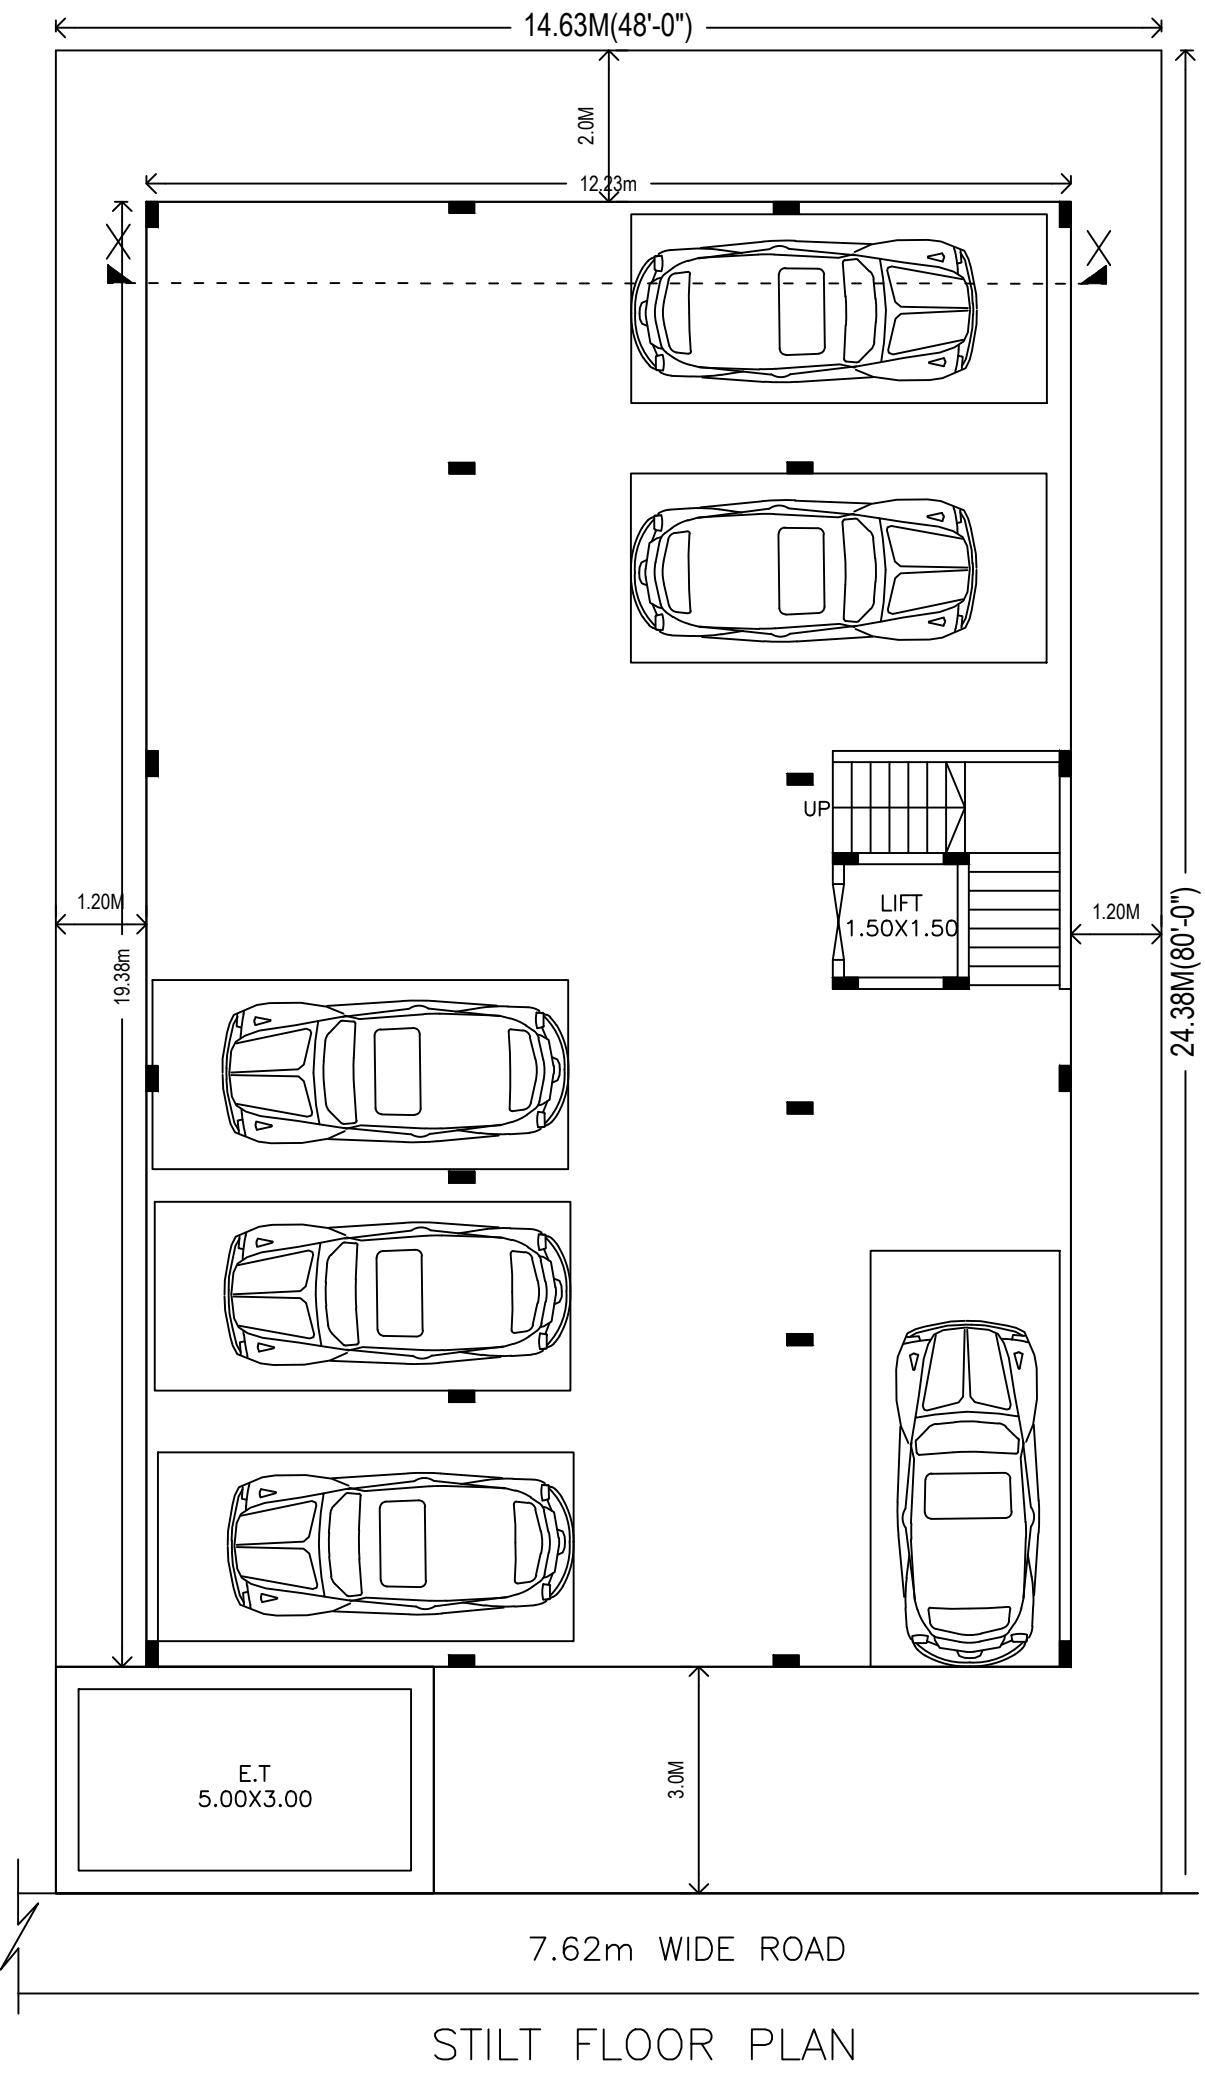 14.63M(48'-0")
2.0M
12.23m
X
X
UP
LIFT
1.50X1.50
1.20M
1.20M
19.38m
24.38M(80'-0")
E.T
5.00X3.00
3.0M
7.62m WIDE ROAD
STILT FLOOR PLAN